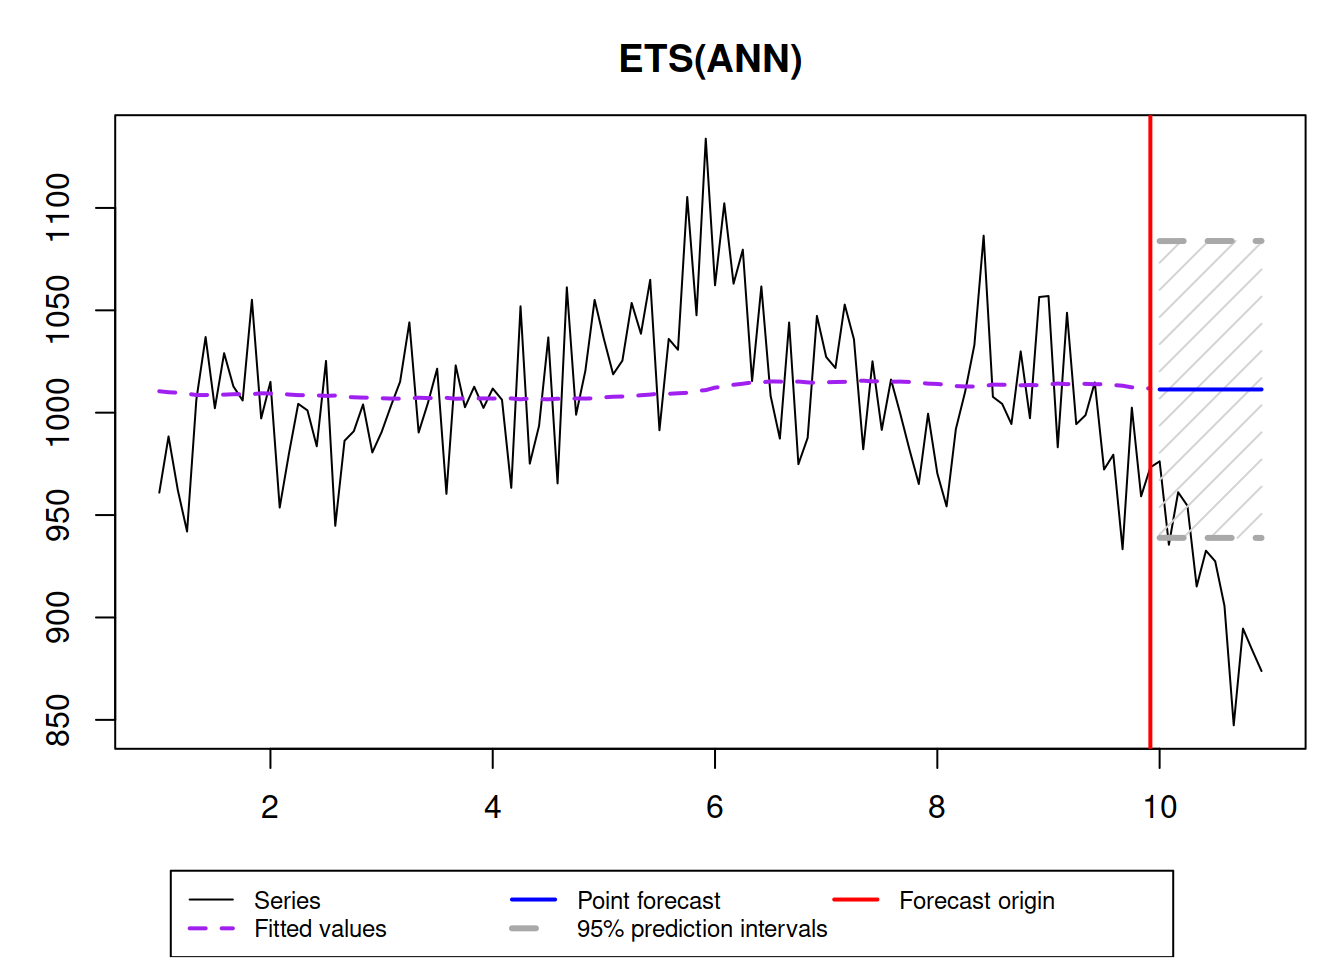 ETS(ANN)
1100
1050
1000
950
900
850
2 4 6 8 10
Series Point forecast Forecast origin
Fitted values 95% prediction intervals